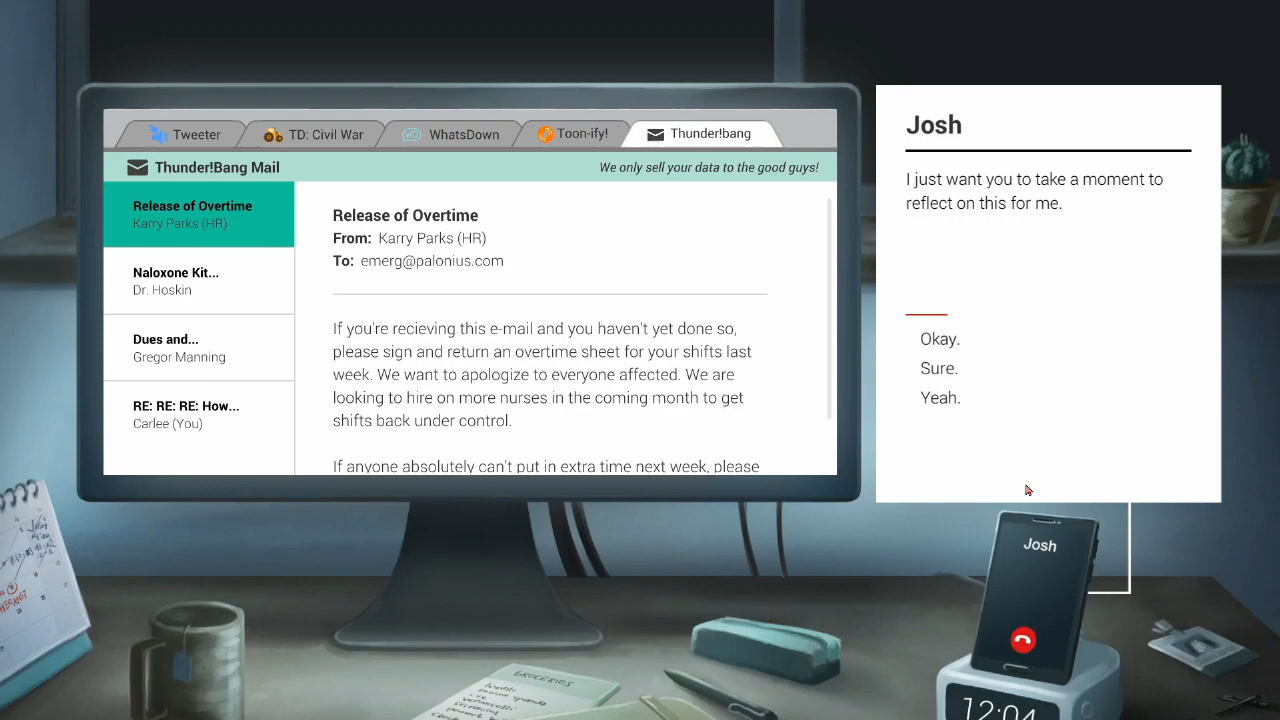 Tweeter
TD: Civil War
WhatsDown
Toon-ify!
Thunder!bang
Thunder!Bang Mail
We only sell your data to the good guys!
Release of Overtime
Karry Parks (HR)
Naloxone Kit...
Dr. Hoskin
Dues and...
Gregor Manning
RE: RE: RE: How...
Carlee (You)
Release of Overtime
From: Karry Parks (HR)
To: emerg@palonius.com
If you're recieving this e-mail and you haven't yet done so,
please sign and return an overtime sheet for your shifts last
week. We want to apologize to everyone affected. We are
looking to hire on more nurses in the coming month to get
shifts back under control.
If anyone absolutely can't put in extra time next week, please
Josh
I just want you to take a moment to
reflect on this for me.
Okay.
Sure.
Yeah.
Josh
GROCERIES
12:04